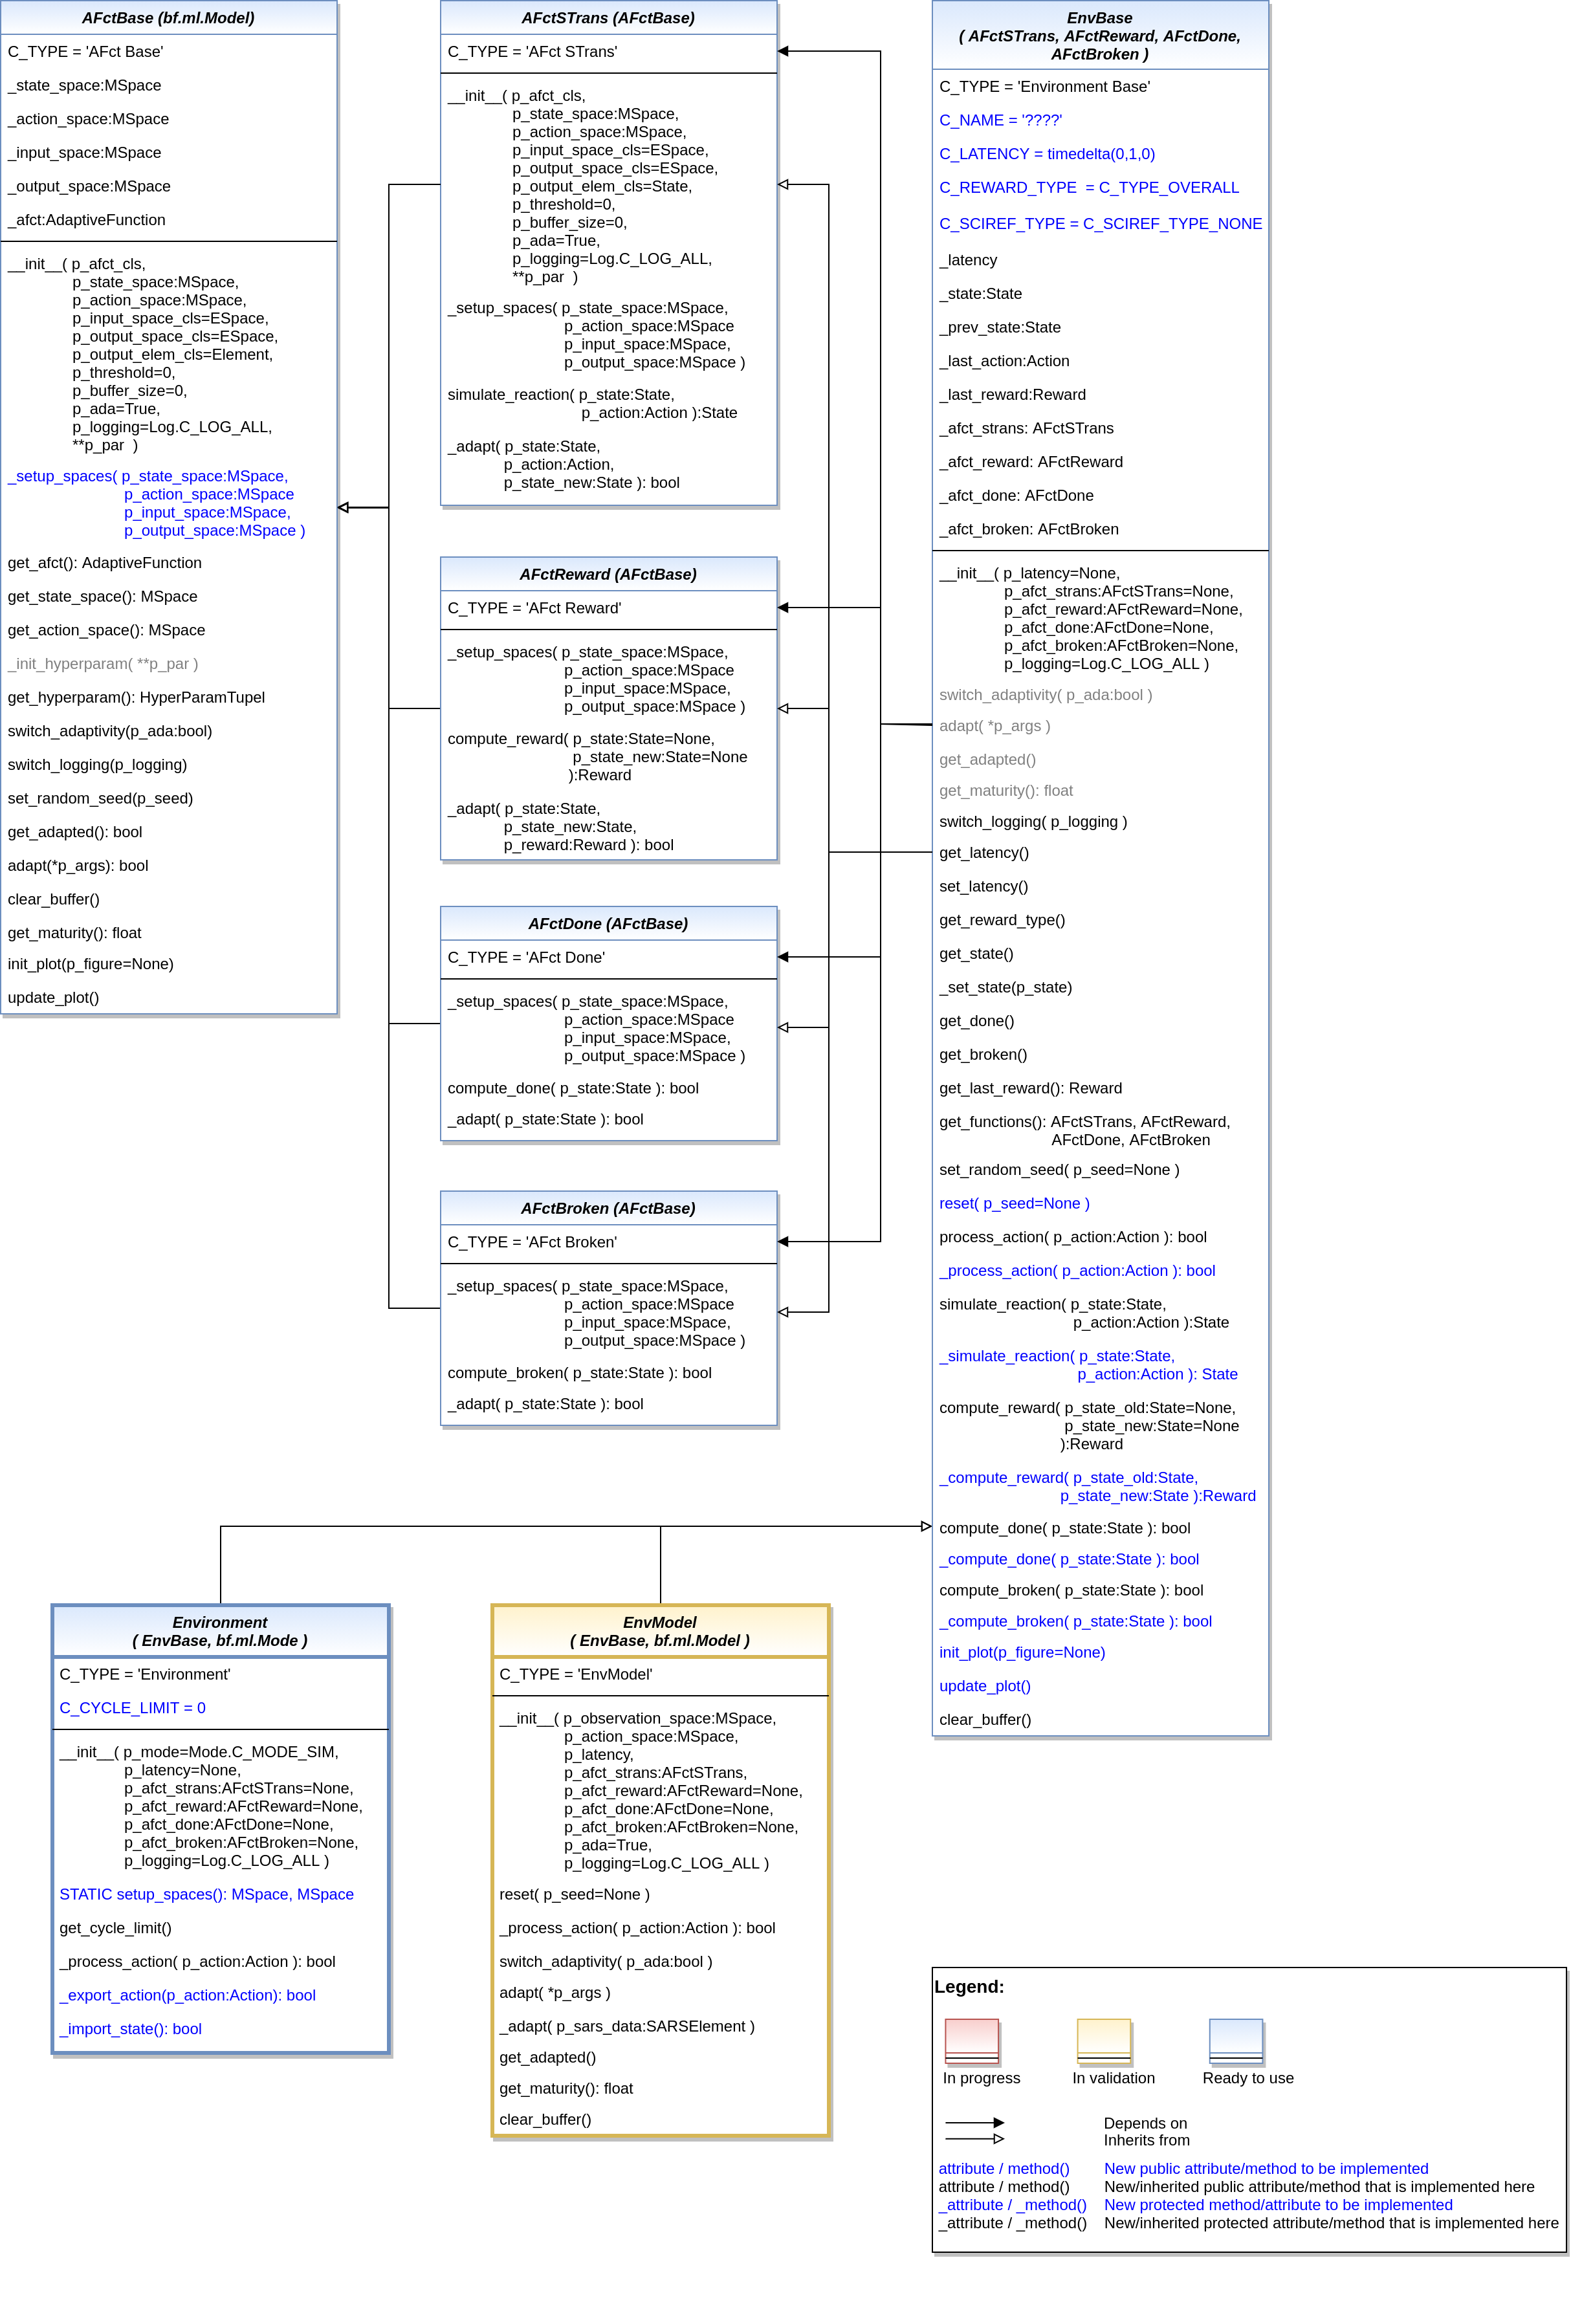 AFctBase (bf.ml.Model)
C_TYPE = 'AFct Base'
_state_space:MSpace
_action_space:MSpace
_input_space:MSpace
_output_space:MSpace
_afct:AdaptiveFunction
__init__( p_afct_cls,
p_state_space:MSpace,
p_action_space:MSpace,
p_input_space_cls=ESpace,
p_output_space_cls=ESpace,
p_output_elem_cls=Element,
p_threshold=0,
p_buffer_size=0,
p_ada=True,
p_logging=Log.C_LOG_ALL,
**p_par )
_setup_spaces( p_state_space:MSpace,
p_action_space:MSpace
p_input_space:MSpace,
p_output_space:MSpace )
get_afct(): AdaptiveFunction
get_state_space(): MSpace
get_action_space(): MSpace
_init_hyperparam( **p_par )
get_hyperparam(): HyperParamTupel
switch_adaptivity(p_ada:bool)
switch_logging(p_logging)
set_random_seed(p_seed)
get_adapted(): bool
adapt(*p_args): bool
clear_buffer()
get_maturity(): float
init_plot(p_figure=None)
update_plot()
AFctSTrans (AFctBase)
C_TYPE = 'AFct STrans'
__init__( p_afct_cls,
p_state_space:MSpace,
p_action_space:MSpace,
p_input_space_cls=ESpace,
p_output_space_cls=ESpace,
p_output_elem_cls=State,
p_threshold=0,
p_buffer_size=0,
p_ada=True,
p_logging=Log.C_LOG_ALL,
**p_par )
_setup_spaces( p_state_space:MSpace,
p_action_space:MSpace
p_input_space:MSpace,
p_output_space:MSpace )
simulate_reaction( p_state:State,
p_action:Action ):State
_adapt( p_state:State,
p_action:Action,
p_state_new:State ): bool
AFctReward (AFctBase)
C_TYPE = 'AFct Reward'
_setup_spaces( p_state_space:MSpace,
p_action_space:MSpace
p_input_space:MSpace,
p_output_space:MSpace )
compute_reward( p_state:State=None,
p_state_new:State=None
):Reward
_adapt( p_state:State,
p_state_new:State,
p_reward:Reward ): bool
AFctDone (AFctBase)
C_TYPE = 'AFct Done'
_setup_spaces( p_state_space:MSpace,
p_action_space:MSpace
p_input_space:MSpace,
p_output_space:MSpace )
compute_done( p_state:State ): bool
_adapt( p_state:State ): bool
AFctBroken (AFctBase)
C_TYPE = 'AFct Broken'
_setup_spaces( p_state_space:MSpace,
p_action_space:MSpace
p_input_space:MSpace,
p_output_space:MSpace )
compute_broken( p_state:State ): bool
_adapt( p_state:State ): bool
EnvBase
( AFctSTrans, AFctReward, AFctDone,
AFctBroken )
C_TYPE = 'Environment Base'
C_NAME = '????'
C_LATENCY = timedelta(0,1,0)
C_REWARD_TYPE = C_TYPE_OVERALL
C_SCIREF_TYPE = C_SCIREF_TYPE_NONE
_latency
_state:State
_prev_state:State
_last_action:Action
_last_reward:Reward
_afct_strans: AFctSTrans
_afct_reward: AFctReward
_afct_done: AFctDone
_afct_broken: AFctBroken
__init__( p_latency=None,
p_afct_strans:AFctSTrans=None,
p_afct_reward:AFctReward=None,
p_afct_done:AFctDone=None,
p_afct_broken:AFctBroken=None,
p_logging=Log.C_LOG_ALL )
switch_adaptivity( p_ada:bool )
adapt( *p_args )
get_adapted()
get_maturity(): float
switch_logging( p_logging )
get_latency()
set_latency()
get_reward_type()
get_state()
_set_state(p_state)
get_done()
get_broken()
get_last_reward(): Reward
get_functions(): AFctSTrans, AFctReward,
AFctDone, AFctBroken
set_random_seed( p_seed=None )
reset( p_seed=None )
process_action( p_action:Action ): bool
_process_action( p_action:Action ): bool
simulate_reaction( p_state:State,
p_action:Action ):State
_simulate_reaction( p_state:State,
p_action:Action ): State
compute_reward( p_state_old:State=None,
p_state_new:State=None
):Reward
_compute_reward( p_state_old:State,
p_state_new:State ):Reward
compute_done( p_state:State ): bool
_compute_done( p_state:State ): bool
compute_broken( p_state:State ): bool
_compute_broken( p_state:State ): bool
init_plot(p_figure=None)
update_plot()
clear_buffer()
Environment
( EnvBase, bf.ml.Mode )
C_TYPE = 'Environment'
C_CYCLE_LIMIT = 0
__init__( p_mode=Mode.C_MODE_SIM,
p_latency=None,
p_afct_strans:AFctSTrans=None,
p_afct_reward:AFctReward=None,
p_afct_done:AFctDone=None,
p_afct_broken:AFctBroken=None,
p_logging=Log.C_LOG_ALL )
STATIC setup_spaces(): MSpace, MSpace
get_cycle_limit()
_process_action( p_action:Action ): bool
_export_action(p_action:Action): bool
_import_state(): bool
EnvModel
( EnvBase, bf.ml.Model )
C_TYPE = 'EnvModel'
__init__( p_observation_space:MSpace,
p_action_space:MSpace,
p_latency,
p_afct_strans:AFctSTrans,
p_afct_reward:AFctReward=None,
p_afct_done:AFctDone=None,
p_afct_broken:AFctBroken=None,
p_ada=True,
p_logging=Log.C_LOG_ALL )
reset( p_seed=None )
_process_action( p_action:Action ): bool
switch_adaptivity( p_ada:bool )
adapt( *p_args )
_adapt( p_sars_data:SARSElement )
get_adapted()
get_maturity(): float
clear_buffer()
Legend:
In progress
In validation
Ready to use
Depends on
Inherits from
attribute / method() New public attribute/method to be implemented
attribute / method() New/inherited public attribute/method that is implemented here
_attribute / _method() New protected method/attribute to be implemented
_attribute / _method() New/inherited protected attribute/method that is implemented here